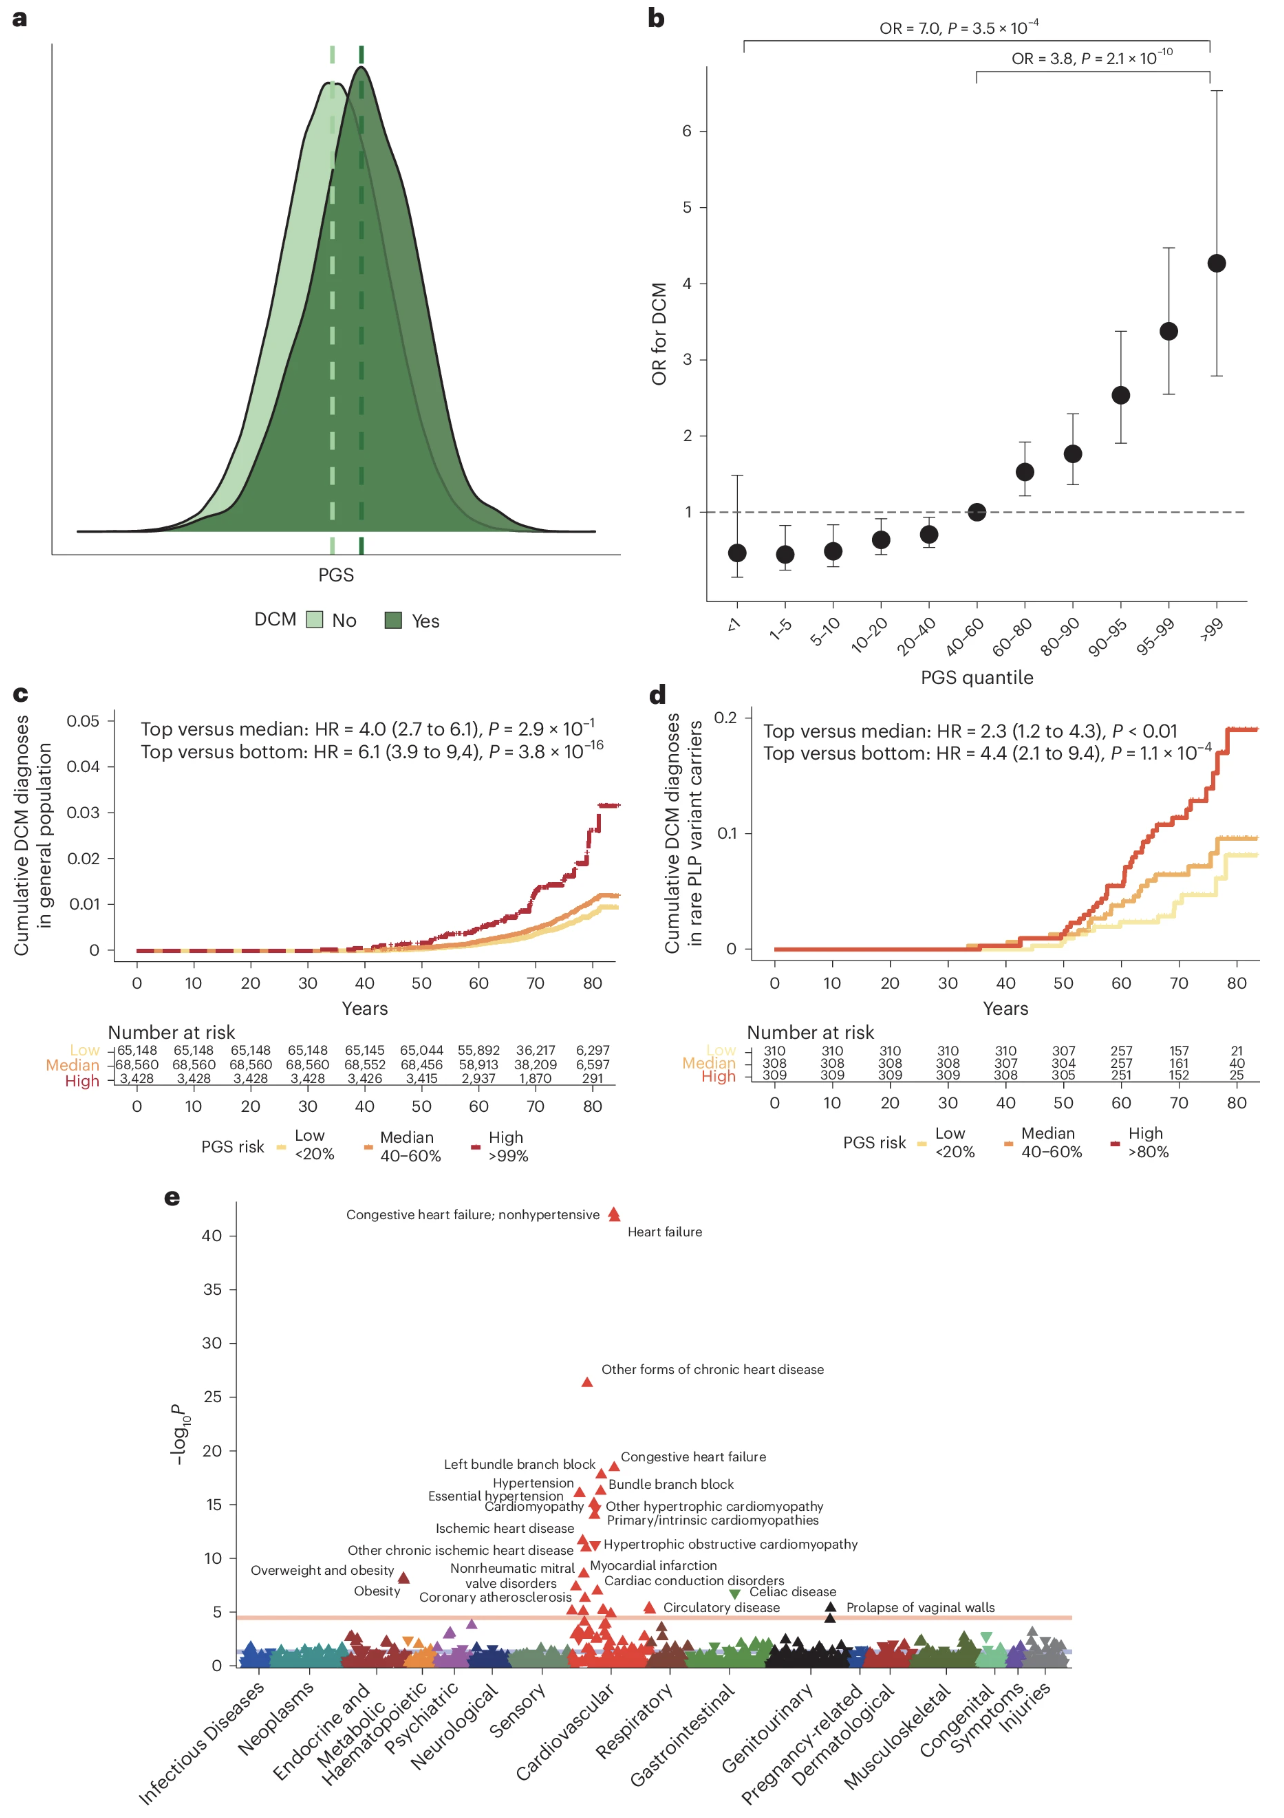 a
PGS
DCM No Yes
b
OR = 7.0, P = 3.5 × 10−4
OR = 3.8, P = 2.1 × 10−10
OR for DCM
6
5
4
3
2
1
<1 1–5 5–10 10–20 20–40 40–60 60–80 80–90 90–95 95–99 >99
PGS quantile
c
Cumulative DCM diagnoses
in general population
Top versus median: HR = 4.0 (2.7 to 6.1), P = 2.9 × 10−1
Top versus bottom: HR = 6.1 (3.9 to 9,4), P = 3.8 × 10−16
0.05
0.04
0.03
0.02
0.01
0
0 10 20 30 40 50 60 70 80
Years
Number at risk
Low 65,148 65,148 65,148 65,148 65,145 65,044 55,892 36,217 6,297
Median 68,560 68,560 68,560 68,560 68,552 68,456 58,913 38,209 6,597
High 3,428 3,428 3,428 3,428 3,426 3,415 2,937 1,870 291
0 10 20 30 40 50 60 70 80
PGS risk Low <20% Median 40–60% High >99%
d
Cumulative DCM diagnoses
in rare PLP variant carriers
Top versus median: HR = 2.3 (1.2 to 4.3), P < 0.01
Top versus bottom: HR = 4.4 (2.1 to 9.4), P = 1.1 × 10−4
0.2
0.1
0
0 10 20 30 40 50 60 70 80
Years
Number at risk
Low 310 310 310 310 310 307 257 157 21
Median 308 308 308 308 307 304 257 161 40
High 309 309 309 309 308 305 251 152 25
0 10 20 30 40 50 60 70 80
PGS risk Low <20% Median 40–60% High >80%
e
−log10P
40
35
30
25
20
15
10
5
0
Congestive heart failure; nonhypertensive
Heart failure
Other forms of chronic heart disease
Congestive heart failure
Left bundle branch block
Hypertension
Bundle branch block
Essential hypertension
Cardiomyopathy
Other hypertrophic cardiomyopathy
Primary/intrinsic cardiomyopathies
Ischemic heart disease
Hypertrophic obstructive cardiomyopathy
Other chronic ischemic heart disease
Myocardial infarction
Nonrheumatic mitral
valve disorders
Overweight and obesity
Cardiac conduction disorders
Obesity
Celiac disease
Coronary atherosclerosis
Circulatory disease
Prolapse of vaginal walls
Infectious Diseases
Neoplasms
Endocrine and
Metabolic
Haematopoietic
Psychiatric
Neurological
Sensory
Cardiovascular
Respiratory
Gastrointestinal
Genitourinary
Pregnancy-related
Dermatological
Musculoskeletal
Congenital
Symptoms
Injuries